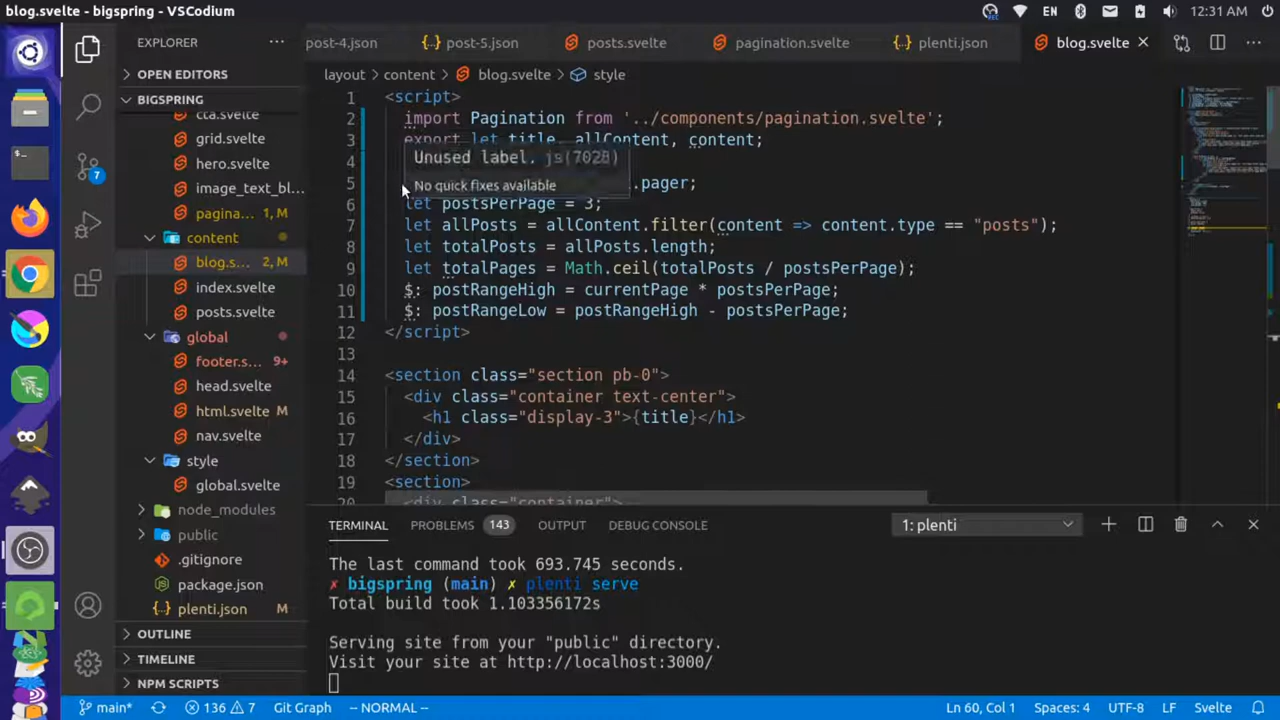 blog.svelte - bigspring - VSCodium
EN
12:31 AM
EXPLORER
post-4.json
post-5.json
posts.svelte
pagination.svelte
plenti.json
blog.svelte
OPEN EDITORS
layout > content > blog.svelte > style
BIGSPRING
cta.svelte
grid.svelte
hero.svelte
image_text_bl...
pagina... 1, M
content
blog.s... 2, M
index.svelte
posts.svelte
global
footer.s... 9+
head.svelte
html.svelte M
nav.svelte
style
global.svelte
node_modules
public
.gitignore
package.json
plenti.json M
OUTLINE
TIMELINE
NPM SCRIPTS
7
1 <script>
2 import Pagination from '../components/pagination.svelte';
3 export let title, allContent, content;
4
Unused label. js(7028)
5 .pager;
No quick fixes available
6 let postsPerPage = 3;
7 let allPosts = allContent.filter(content => content.type == "posts");
8 let totalPosts = allPosts.length;
9 let totalPages = Math.ceil(totalPosts / postsPerPage);
10 $: postRangeHigh = currentPage * postsPerPage;
11 $: postRangeLow = postRangeHigh - postsPerPage;
12 </script>
13
14 <section class="section pb-0">
15 <div class="container text-center">
16 <h1 class="display-3">{title}</h1>
17 </div>
18 </section>
19 <section>
20 <div class="container">
TERMINAL
PROBLEMS 143
OUTPUT
DEBUG CONSOLE
1: plenti
The last command took 693.745 seconds.
✗ bigspring (main) ✗ plenti serve
Total build took 1.103356172s
Serving site from your "public" directory.
Visit your site at http://localhost:3000/
main*
136
7
Git Graph
-- NORMAL --
Ln 60, Col 1
Spaces: 4
UTF-8
LF
Svelte